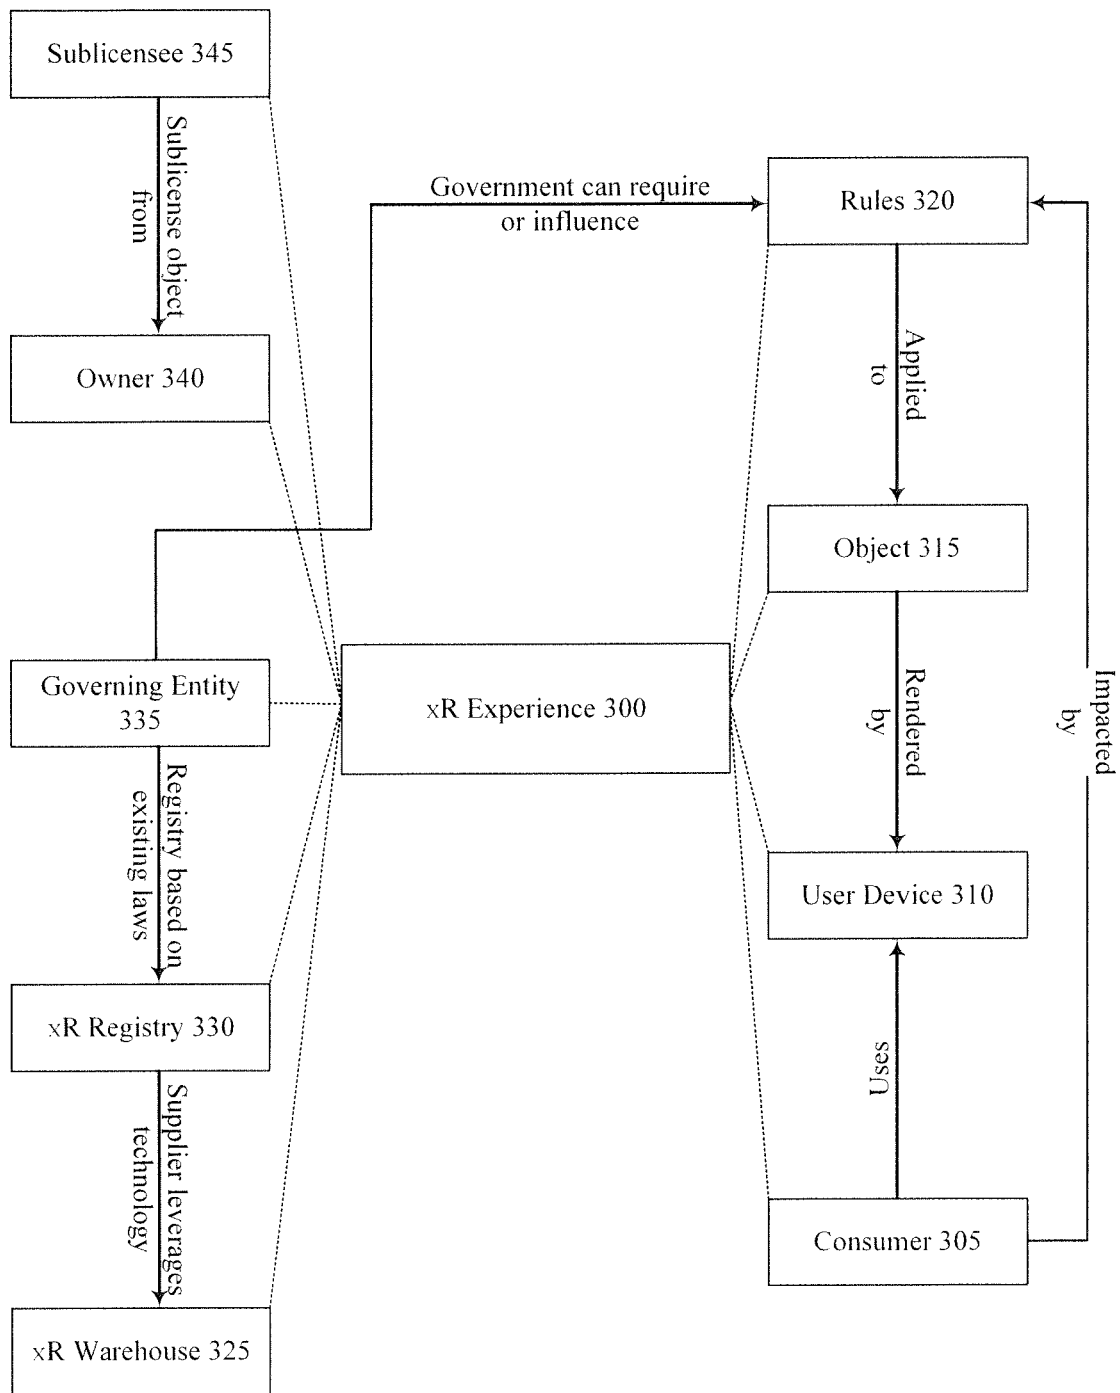 Sublicensee 345
Sublicense object
from
Owner 340
Governing Entity
335
Registry based on
existing laws
xR Registry 330
Supplier leverages
technology
xR Warehouse 325
Government can require
or influence
xR Experience 300
Rules 320
Applied
to
Object 315
Rendered
by
User Device 310
Uses
Consumer 305
Impacted
by